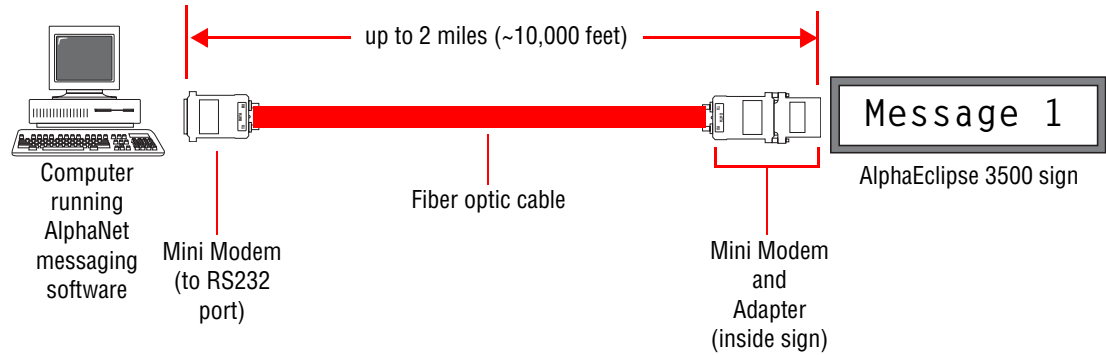 up to 2 miles (~10,000 feet)
Message 1
Computer
running
AlphaNet
messaging
software
Mini Modem
(to RS232
port)
Fiber optic cable
Mini Modem
and
Adapter
(inside sign)
AlphaEclipse 3500 sign